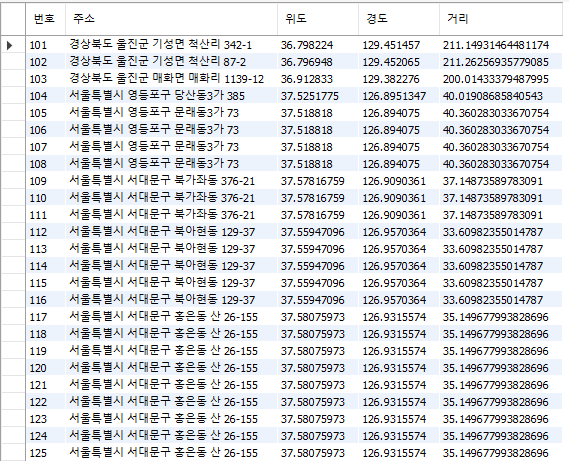 번호 주소 위도 경도 거리
101 경상북도 울진군 기성면 척산리 342-1 36.798224 129.451457 211.14931464481174
102 경상북도 울진군 기성면 척산리 87-2 36.796948 129.452065 211.26256935779085
103 경상북도 울진군 매화면 매화리 1139-12 36.912833 129.382276 200.01433379487995
104 서울특별시 영등포구 당산동3가 385 37.5251775 126.8951347 40.01908685840543
105 서울특별시 영등포구 문래동3가 73 37.518818 126.894075 40.360283033670754
106 서울특별시 영등포구 문래동3가 73 37.518818 126.894075 40.360283033670754
107 서울특별시 영등포구 문래동3가 73 37.518818 126.894075 40.360283033670754
108 서울특별시 영등포구 문래동3가 73 37.518818 126.894075 40.360283033670754
109 서울특별시 서대문구 북가좌동 376-21 37.57816759 126.9090361 37.14873589783091
110 서울특별시 서대문구 북가좌동 376-21 37.57816759 126.9090361 37.14873589783091
111 서울특별시 서대문구 북가좌동 376-21 37.57816759 126.9090361 37.14873589783091
112 서울특별시 서대문구 북아현동 129-37 37.55947096 126.9570364 33.60982355014787
113 서울특별시 서대문구 북아현동 129-37 37.55947096 126.9570364 33.60982355014787
114 서울특별시 서대문구 북아현동 129-37 37.55947096 126.9570364 33.60982355014787
115 서울특별시 서대문구 북아현동 129-37 37.55947096 126.9570364 33.60982355014787
116 서울특별시 서대문구 북아현동 129-37 37.55947096 126.9570364 33.60982355014787
117 서울특별시 서대문구 홍은동 산 26-155 37.58075973 126.9315574 35.149677993828696
118 서울특별시 서대문구 홍은동 산 26-155 37.58075973 126.9315574 35.149677993828696
119 서울특별시 서대문구 홍은동 산 26-155 37.58075973 126.9315574 35.149677993828696
120 서울특별시 서대문구 홍은동 산 26-155 37.58075973 126.9315574 35.149677993828696
121 서울특별시 서대문구 홍은동 산 26-155 37.58075973 126.9315574 35.149677993828696
122 서울특별시 서대문구 홍은동 산 26-155 37.58075973 126.9315574 35.149677993828696
123 서울특별시 서대문구 홍은동 산 26-155 37.58075973 126.9315574 35.149677993828696
124 서울특별시 서대문구 홍은동 산 26-155 37.58075973 126.9315574 35.149677993828696
125 서울특별시 서대문구 홍은동 산 26-155 37.58075973 126.9315574 35.149677993828696